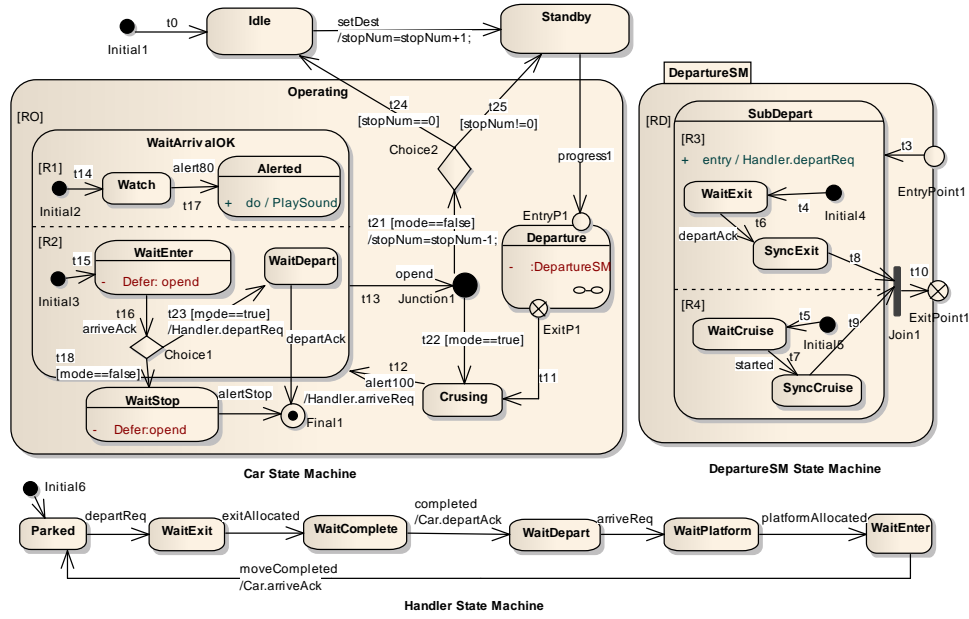 Initial1
t0
Idle
setDest
/stopNum=stopNum+1;
Standby
Operating
[RO]
t24
[stopNum==0]
t25
[stopNum!=0]
Choice2
progress1
WaitArrivalOK
[R1]
t14
Initial2
Watch
alert80
t17
Alerted
+ do / PlaySound
[R2]
t15
Initial3
WaitEnter
- Defer: opend
WaitDepart
t16
arriveAck
t23 [mode==true]
/Handler.departReq
Choice1
departAck
t18
[mode==false]
WaitStop
- Defer:opend
alertStop
Final1
t21 [mode==false]
/stopNum=stopNum-1;
opend
t13
Junction1
t22 [mode==true]
t12
alert100
/Handler.arriveReq
Crusing
t11
EntryP1
Departure
- :DepartureSM
ExitP1
Car State Machine
DepartureSM
[RD]
SubDepart
[R3]
+ entry / Handler.departReq
t3
EntryPoint1
WaitExit
t4
Initial4
departAck
t6
SyncExit
t8
t10
ExitPoint1
Join1
[R4]
WaitCruise
t5
Initial5
t9
started
t7
SyncCruise
DepartureSM State Machine
Initial6
Parked
departReq
WaitExit
exitAllocated
WaitComplete
completed
/Car.departAck
WaitDepart
arriveReq
WaitPlatform
platformAllocated
WaitEnter
moveCompleted
/Car.arriveAck
Handler State Machine